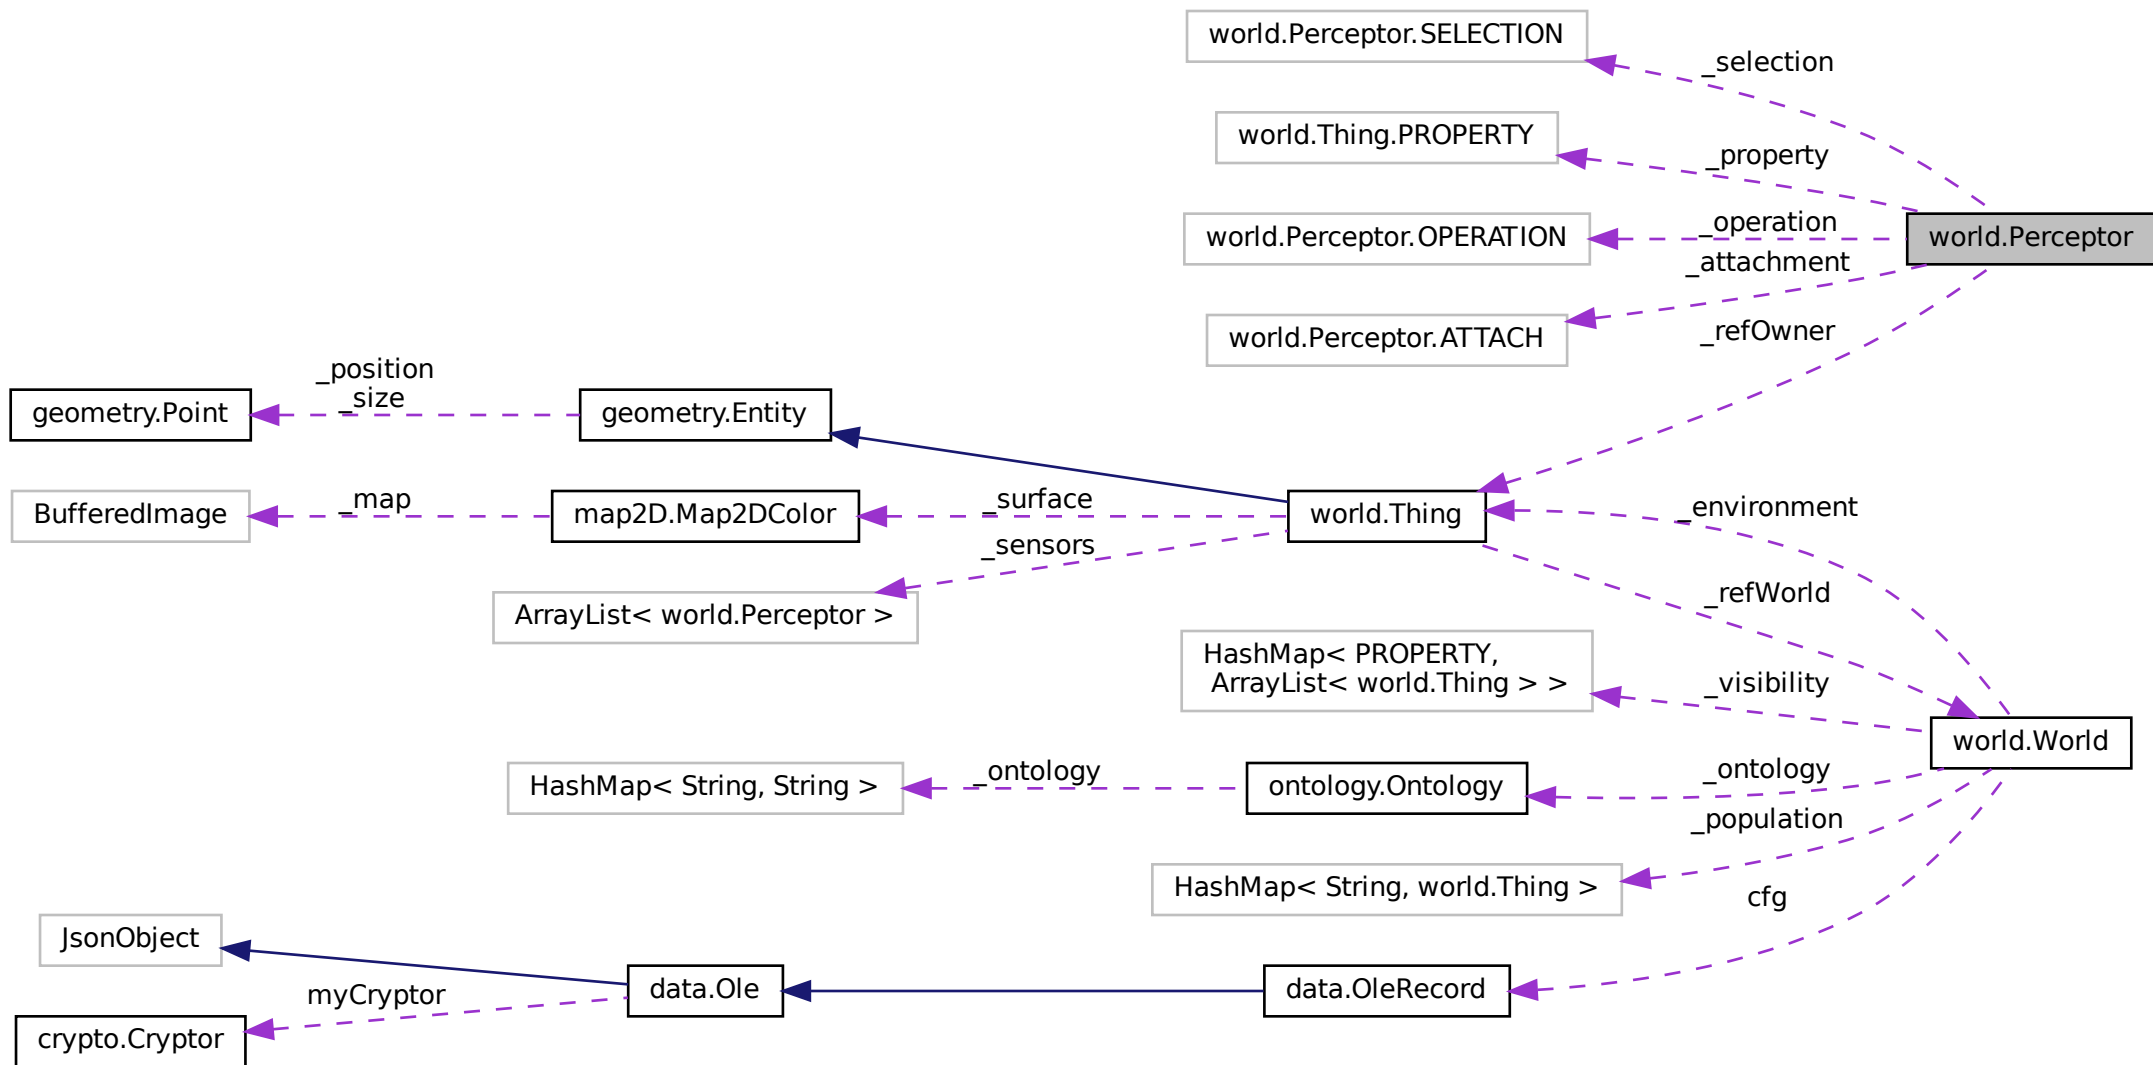 world.Perceptor.SELECTION
_selection
world.Thing.PROPERTY
_property
world.Perceptor.OPERATION
_operation
world.Perceptor
_attachment
world.Perceptor.ATTACH
_refOwner
_position
_size
geometry.Point
geometry.Entity
BufferedImage
_map
map2D.Map2DColor
_surface
world.Thing
_environment
_sensors
ArrayList< world.Perceptor >
_refWorld
HashMap< PROPERTY,
ArrayList< world.Thing > >
_visibility
world.World
HashMap< String, String >
_ontology
ontology.Ontology
_ontology
_population
HashMap< String, world.Thing >
cfg
JsonObject
data.Ole
data.OleRecord
myCryptor
crypto.Cryptor